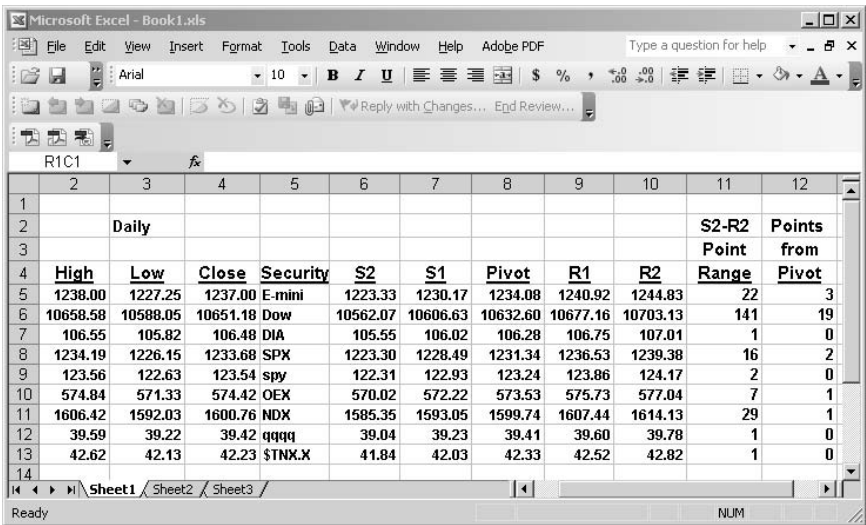 Microsoft Excel - Book1.xls
File Edit View Insert Format Tools Data Window Help Adobe PDF Type a question for help
Arial 10 B I U $ % , .00 A
Reply with Changes... End Review...
R1C1 fx
2 3 4 5 6 7 8 9 10 11 12
1
2 Daily S2-R2 Points
3 Point from
4 High Low Close Security S2 S1 Pivot R1 R2 Range Pivot
5 1238.00 1227.25 1237.00 E-mini 1223.33 1230.17 1234.08 1240.92 1244.83 22 3
6 10658.58 10588.05 10651.18 Dow 10562.07 10606.63 10632.60 10677.16 10703.13 141 19
7 106.55 105.82 106.48 DIA 105.55 106.02 106.28 106.75 107.01 1 0
8 1234.19 1226.15 1233.68 SPX 1223.30 1228.49 1231.34 1236.53 1239.38 16 2
9 123.56 122.63 123.54 spy 122.31 122.93 123.24 123.86 124.17 2 0
10 574.84 571.33 574.42 OEX 570.02 572.22 573.53 575.73 577.04 7 1
11 1606.42 1592.03 1600.76 NDX 1585.35 1593.05 1599.74 1607.44 1614.13 29 1
12 39.59 39.22 39.42 qqqq 39.04 39.23 39.41 39.60 39.78 1 0
13 42.62 42.13 42.23 $TNX.X 41.84 42.03 42.33 42.52 42.82 1 0
14
Sheet1 Sheet2 Sheet3
Ready NUM